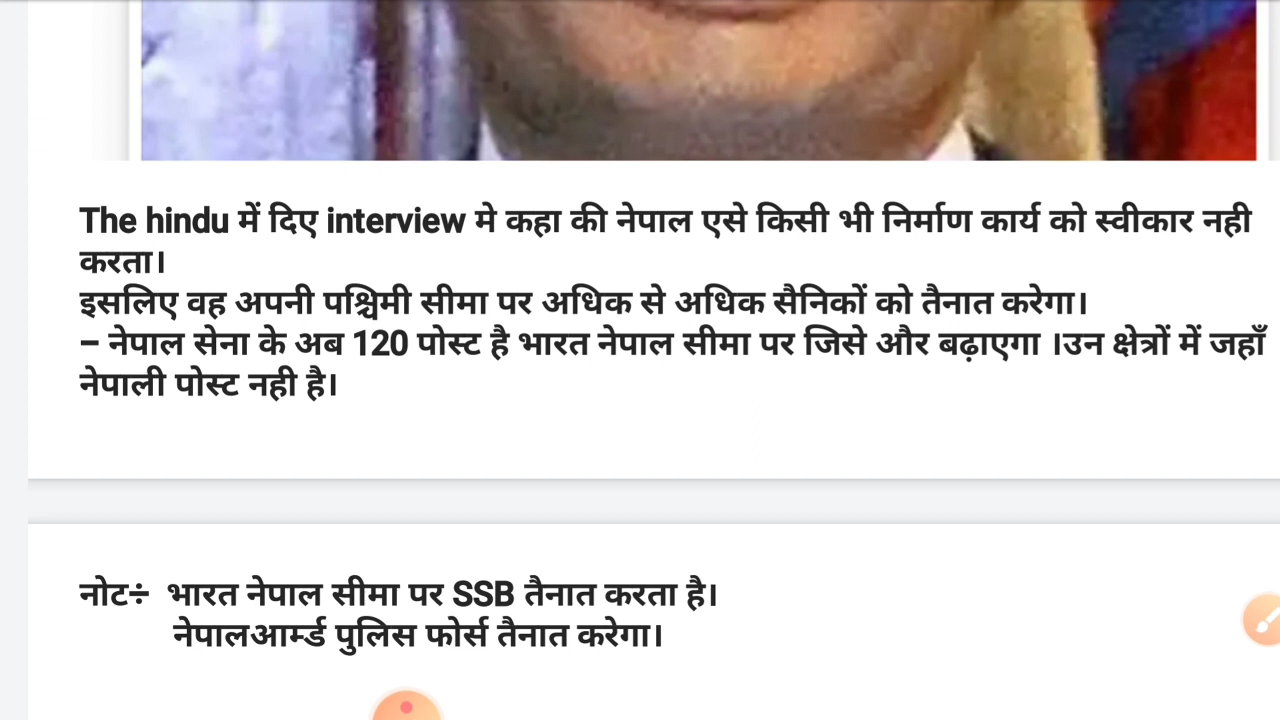 The hindu में दिए interview मे कहा की नेपाल एसे किसी भी निर्माण कार्य को स्वीकार नही
करता।
इसलिए वह अपनी पश्चिमी सीमा पर अधिक से अधिक सैनिकों को तैनात करेगा।
– नेपाल सेना के अब 120 पोस्ट है भारत नेपाल सीमा पर जिसे और बढ़ाएगा ।उन क्षेत्रों में जहाँ
नेपाली पोस्ट नही है।
नोट÷ भारत नेपाल सीमा पर SSB तैनात करता है।
नेपालआर्म्ड पुलिस फोर्स तैनात करेगा।